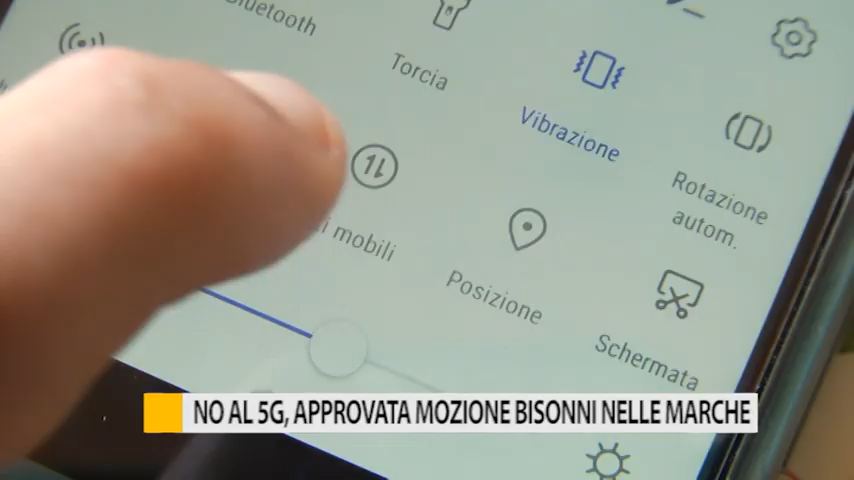 Bluetooth
Torcia
Vibrazione
Rotazione
autom.
mobili
Posizione
Schermata
NO AL 5G, APPROVATA MOZIONE BISONNI NELLE MARCHE